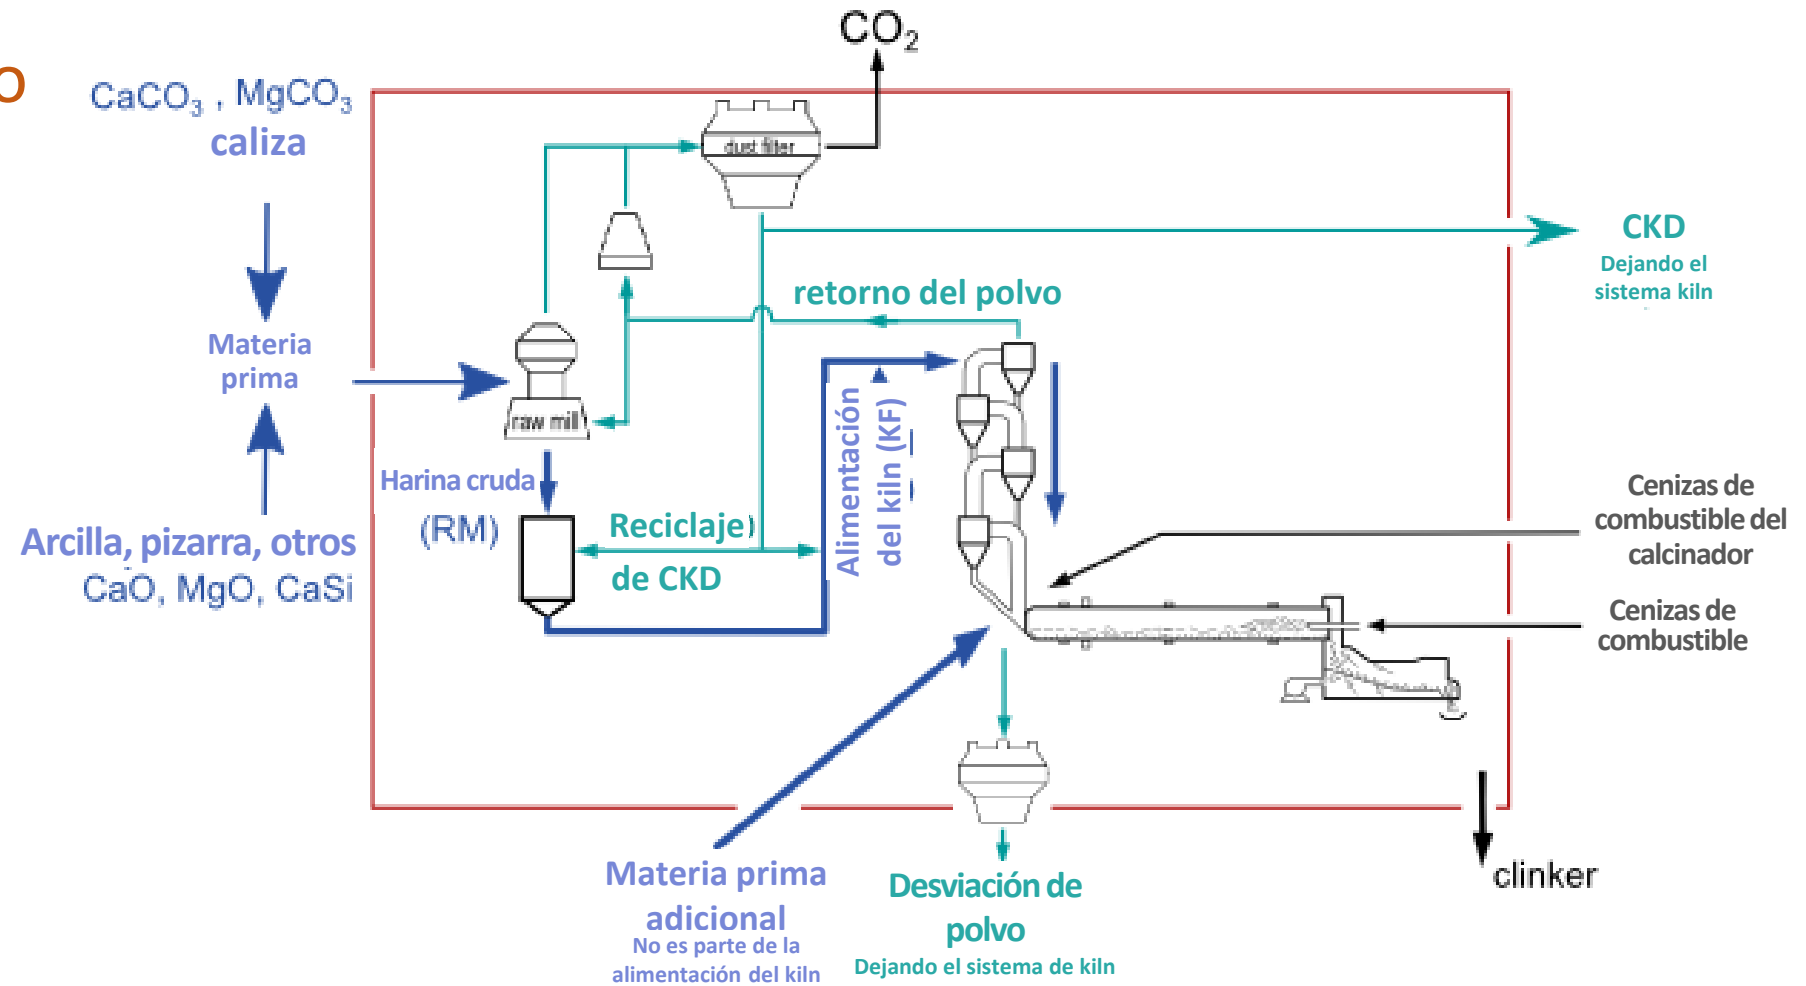 o
CO₂
CaCO₃ , MgCO₃
caliza
dust filter
CKD
Dejando el
sistema kiln
retorno del polvo
Materia
prima
raw mill
Alimentación
del kiln (KF)
Harina cruda
(RM)
Reciclaje)
de CKD
Arcilla, pizarra, otros
CaO, MgO, CaSi
Cenizas de
combustible del
calcinador
Cenizas de
combustible
Materia prima
adicional
No es parte de la
alimentación del kiln
Desviación de
polvo
Dejando el sistema de kiln
clinker